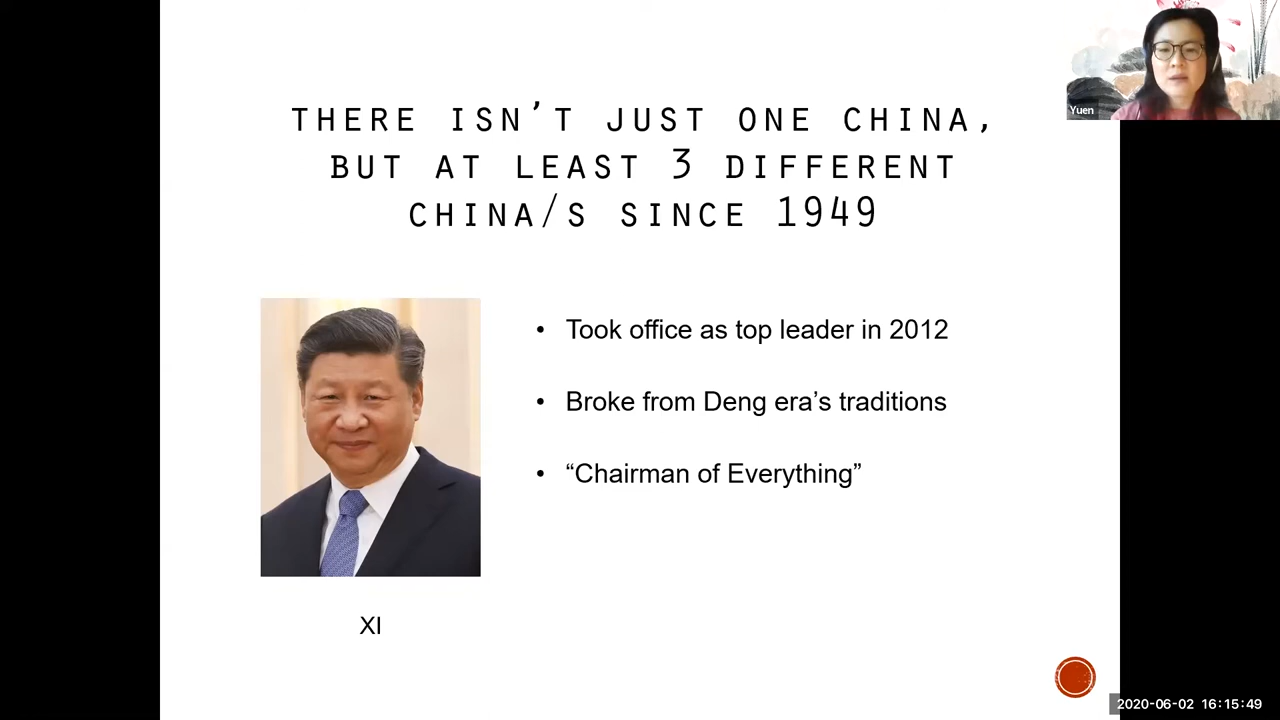 THERE ISN’T JUST ONE CHINA,
BUT AT LEAST 3 DIFFERENT
CHINA/S SINCE 1949
• Took office as top leader in 2012
• Broke from Deng era’s traditions
• “Chairman of Everything”
XI
Yuen
2020-06-02 16:15:49